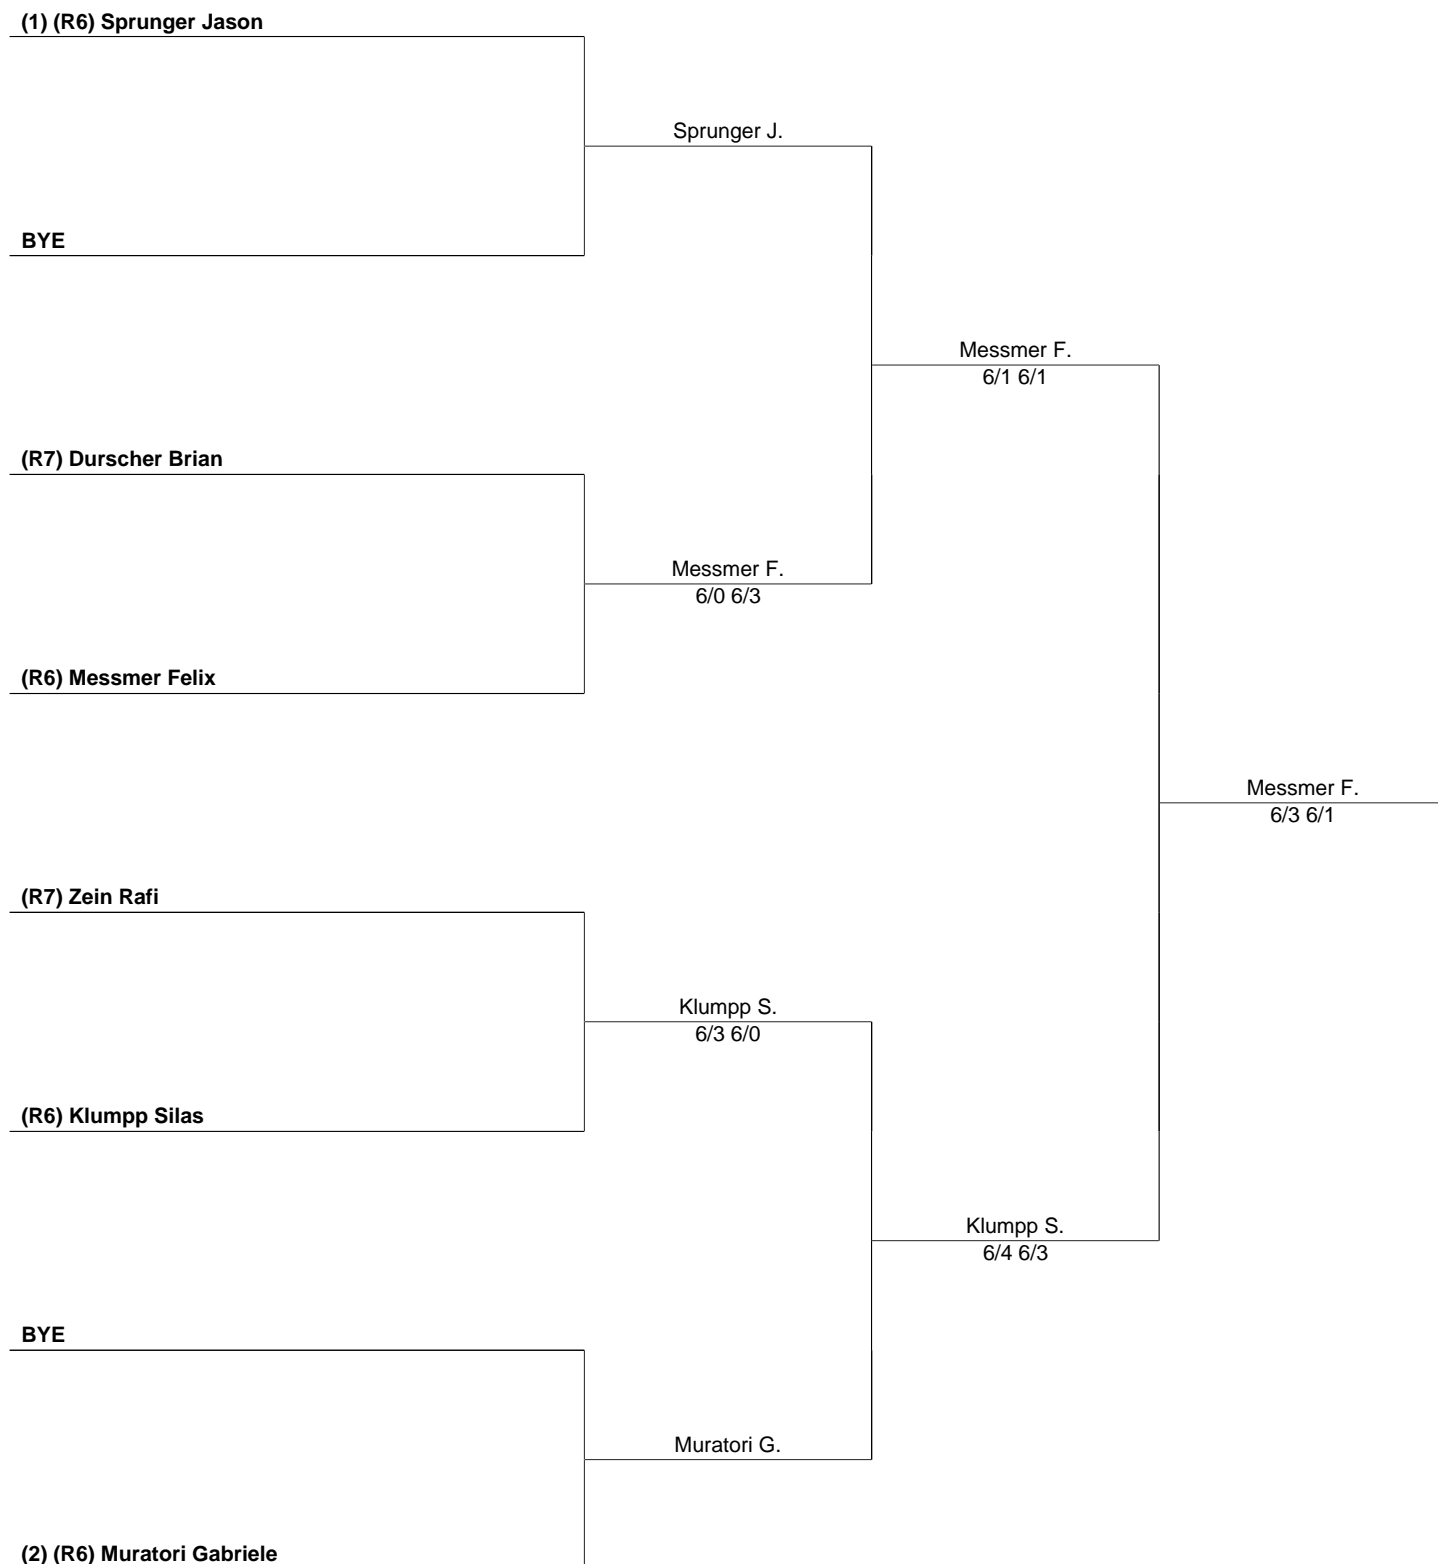 (1) (R6) Sprunger Jason
Sprunger J.
BYE
Messmer F.
6/1 6/1
(R7) Durscher Brian
Messmer F.
6/0 6/3
(R6) Messmer Felix
Messmer F.
6/3 6/1
(R7) Zein Rafi
Klumpp S.
6/3 6/0
(R6) Klumpp Silas
Klumpp S.
6/4 6/3
BYE
Muratori G.
(2) (R6) Muratori Gabriele